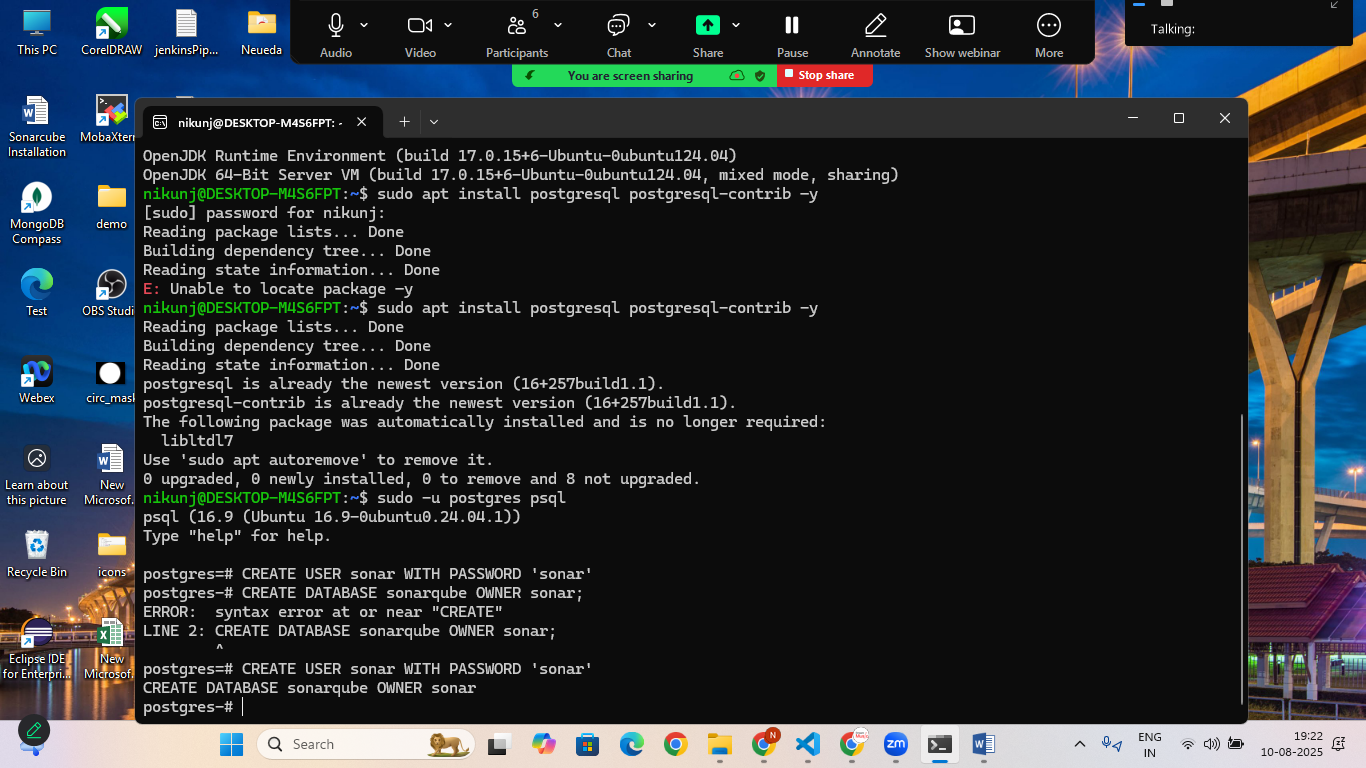 This PC
CorelDRAW
jenkinsPip...
Neueda
6
Audio
Video
Participants
Chat
Share
Pause
Annotate
Show webinar
More
Talking:
You are screen sharing
Stop share
Sonarcube
Installation
MobaXterm
MongoDB
Compass
demo
Test
OBS Studi
Webex
circ_mask
Learn about
this picture
New
Microsof...
Recycle Bin
icons
Eclipse IDE
for Enterpri...
New
Microsof...
nikunj@DESKTOP-M4S6FPT: ~
OpenJDK Runtime Environment (build 17.0.15+6-Ubuntu-0ubuntu124.04)
OpenJDK 64-Bit Server VM (build 17.0.15+6-Ubuntu-0ubuntu124.04, mixed mode, sharing)
nikunj@DESKTOP-M4S6FPT:~$ sudo apt install postgresql postgresql-contrib –y
[sudo] password for nikunj:
Reading package lists... Done
Building dependency tree... Done
Reading state information... Done
E: Unable to locate package –y
nikunj@DESKTOP-M4S6FPT:~$ sudo apt install postgresql postgresql-contrib -y
Reading package lists... Done
Building dependency tree... Done
Reading state information... Done
postgresql is already the newest version (16+257build1.1).
postgresql-contrib is already the newest version (16+257build1.1).
The following package was automatically installed and is no longer required:
  libltdl7
Use 'sudo apt autoremove' to remove it.
0 upgraded, 0 newly installed, 0 to remove and 8 not upgraded.
nikunj@DESKTOP-M4S6FPT:~$ sudo -u postgres psql
psql (16.9 (Ubuntu 16.9-0ubuntu0.24.04.1))
Type "help" for help.
postgres=# CREATE USER sonar WITH PASSWORD 'sonar'
postgres-# CREATE DATABASE sonarqube OWNER sonar;
ERROR:  syntax error at or near "CREATE"
LINE 2: CREATE DATABASE sonarqube OWNER sonar;
        ^
postgres=# CREATE USER sonar WITH PASSWORD 'sonar'
CREATE DATABASE sonarqube OWNER sonar
postgres-#
Search
N
zm
ENG
IN
19:22
10-08-2025